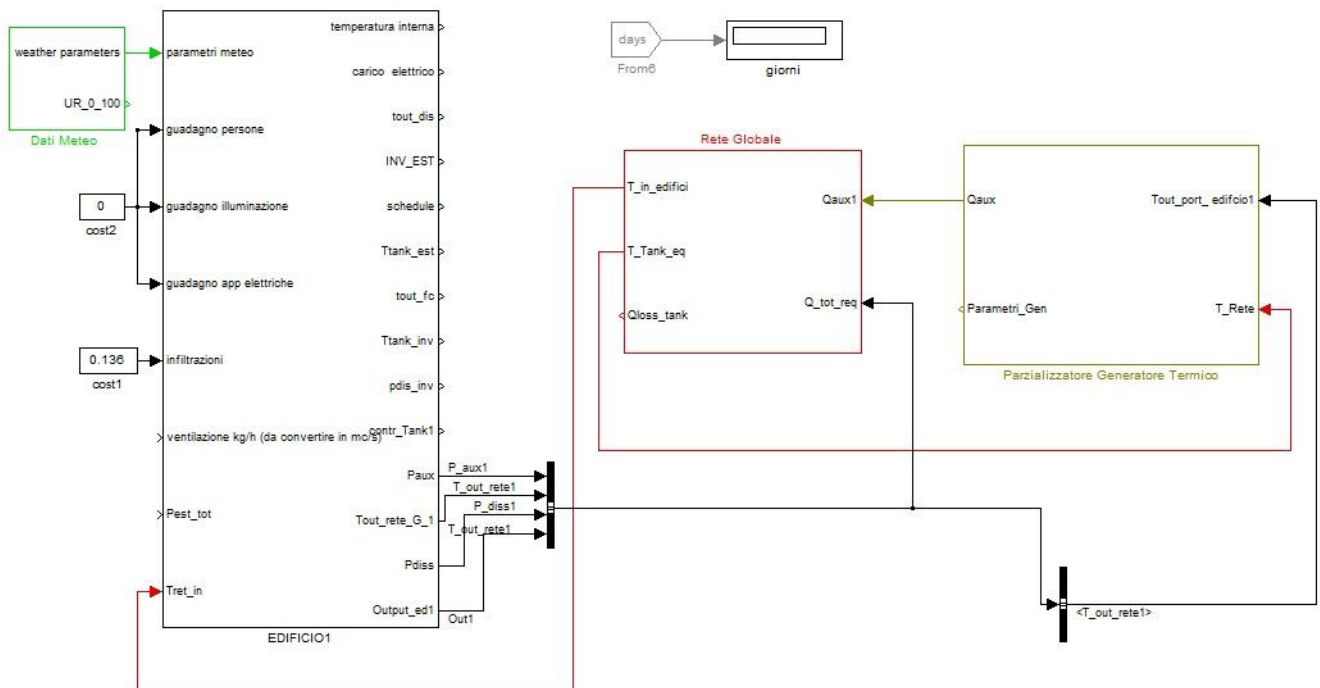 weather parameters
UR_0_100
Dati Meteo
0
cost2
0.136
cost1
parametri meteo
guadagno persone
guadagno illuminazione
guadagno app elettriche
infiltrazioni
ventilazione kg/h (da convertire in mc/s)
Pest_tot
Tret_in
temperatura interna
carico elettrico
tout_dis
INV_EST
schedule
Ttank_est
tout_fc
Ttank_inv
pdis_inv
contr_Tank1
Paux
Tout_rete_G_1
Pdiss
Output_ed1
EDIFICIO1
P_aux1
T_out_rete1
P_diss1
T_out_rete1
Out1
days
From6
giorni
Rete Globale
T_in_edifici
T_Tank_eq
Qloss_tank
Qaux1
Q_tot_req
Qaux
Parametri_Gen
Tout_port_ edifcio1
T_Rete
Parzializzatore Generatore Termico
<T_out_rete1>